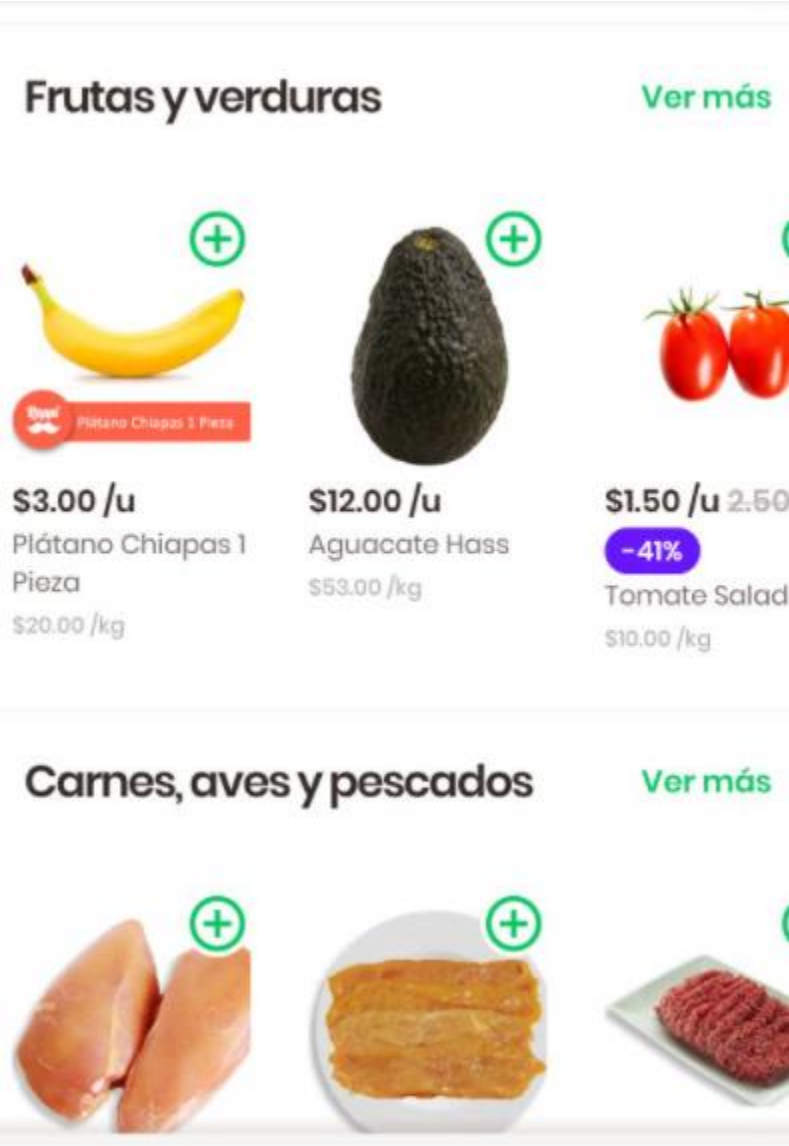 Frutas y verduras
Ver más
Plátano Chiapas 1 Pieza
$3.00 /u
Plátano Chiapas 1
Pieza
$20.00 /kg
$12.00 /u
Aguacate Hass
$53.00 /kg
$1.50 /u 2.50
-41%
Tomate Salad
$10.00 /kg
Carnes, aves y pescados
Ver más